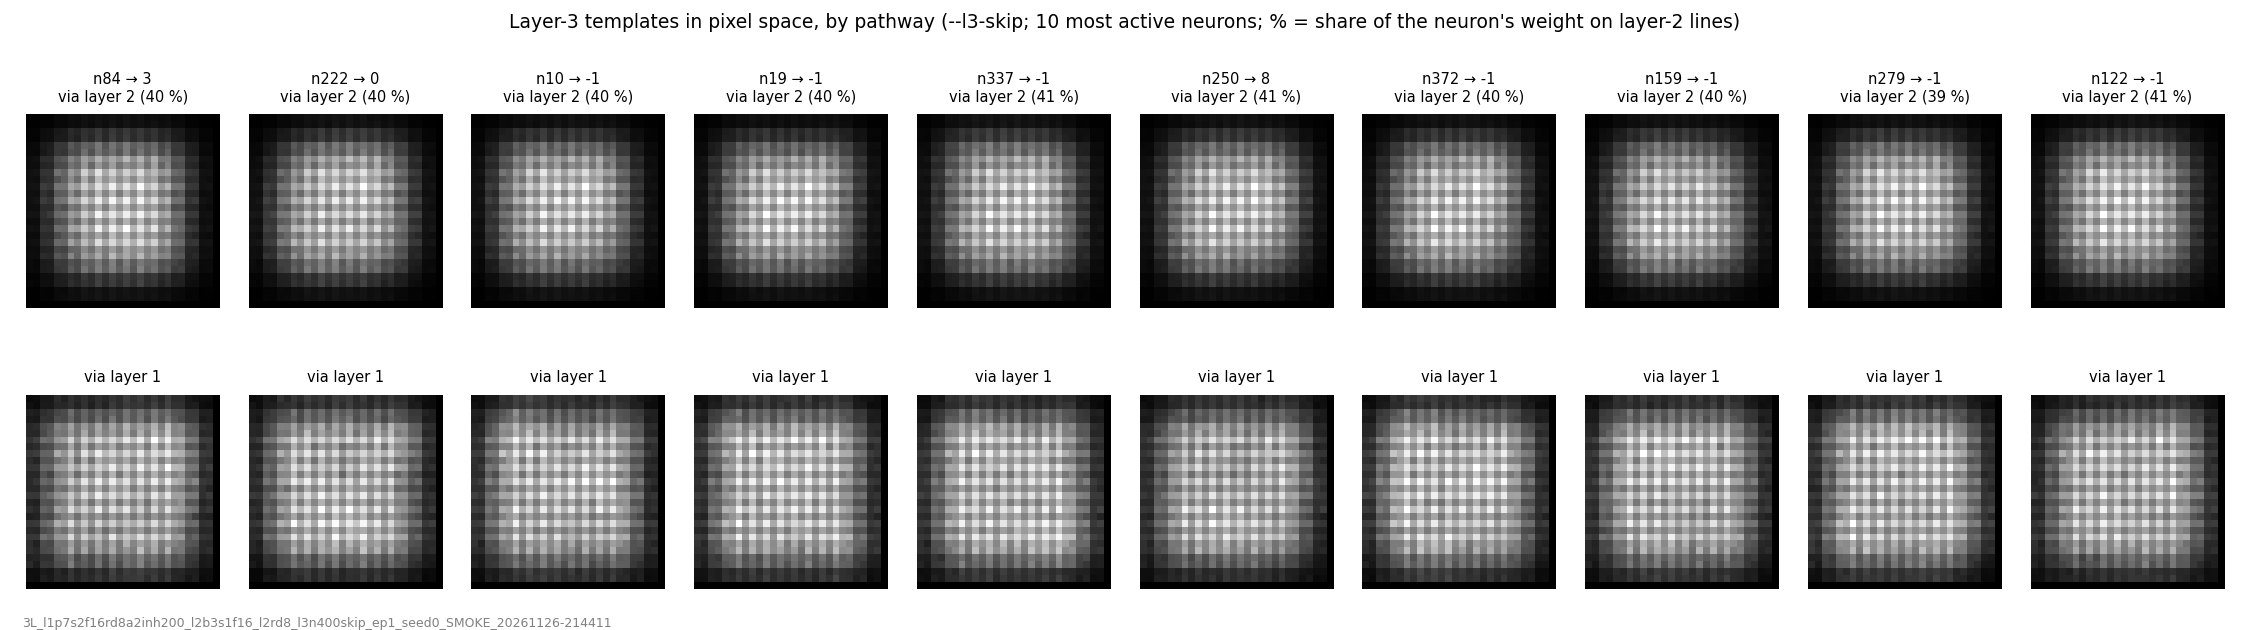 Layer-3 templates in pixel space, by pathway (--l3-skip; 10 most active neurons; % = share of the neuron's weight on layer-2 lines)
n84 → 3
via layer 2 (40 %)
n222 → 0
via layer 2 (40 %)
n10 → -1
via layer 2 (40 %)
n19 → -1
via layer 2 (40 %)
n337 → -1
via layer 2 (41 %)
n250 → 8
via layer 2 (41 %)
n372 → -1
via layer 2 (40 %)
n159 → -1
via layer 2 (40 %)
n279 → -1
via layer 2 (39 %)
n122 → -1
via layer 2 (41 %)
via layer 1
via layer 1
via layer 1
via layer 1
via layer 1
via layer 1
via layer 1
via layer 1
via layer 1
via layer 1
3L_l1p7s2f16rd8a2inh200_l2b3s1f16_l2rd8_l3n400skip_ep1_seed0_SMOKE_20261126-214411